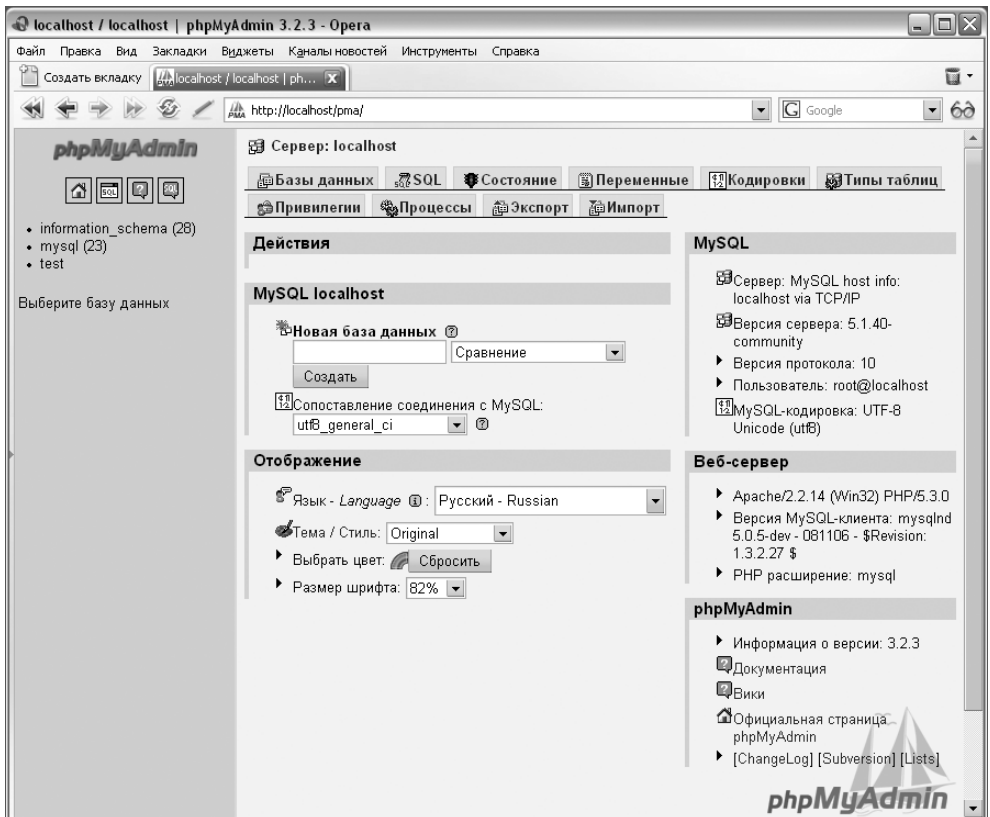 localhost / localhost | phpMyAdmin 3.2.3 - Opera
Файл Правка Вид Закладки Виджеты Каналы новостей Инструменты Справка
Создать вкладку localhost / localhost | ph...
PMA http://localhost/pma/ G Google
phpMyAdmin
SQL SQL
information_schema (28)
mysql (23)
test
Выберите базу данных
Сервер: localhost
Базы данных SQL Состояние Переменные Кодировки Типы таблиц
Привилегии Процессы Экспорт Импорт
Действия
MySQL localhost
Новая база данных
Сравнение
Создать
Сопоставление соединения с MySQL:
utf8_general_ci
Отображение
Язык - Language : Русский - Russian
Тема / Стиль: Original
Выбрать цвет: Сбросить
Размер шрифта: 82%
MySQL
Сервер: MySQL host info:
localhost via TCP/IP
Версия сервера: 5.1.40-
community
Версия протокола: 10
Пользователь: root@localhost
MySQL-кодировка: UTF-8
Unicode (utf8)
Веб-сервер
Apache/2.2.14 (Win32) PHP/5.3.0
Версия MySQL-клиента: mysqlnd
5.0.5-dev - 081106 - $Revision:
1.3.2.27 $
PHP расширение: mysql
phpMyAdmin
Информация о версии: 3.2.3
Документация
Вики
Официальная страница
phpMyAdmin
[ChangeLog] [Subversion] [Lists]
phpMyAdmin